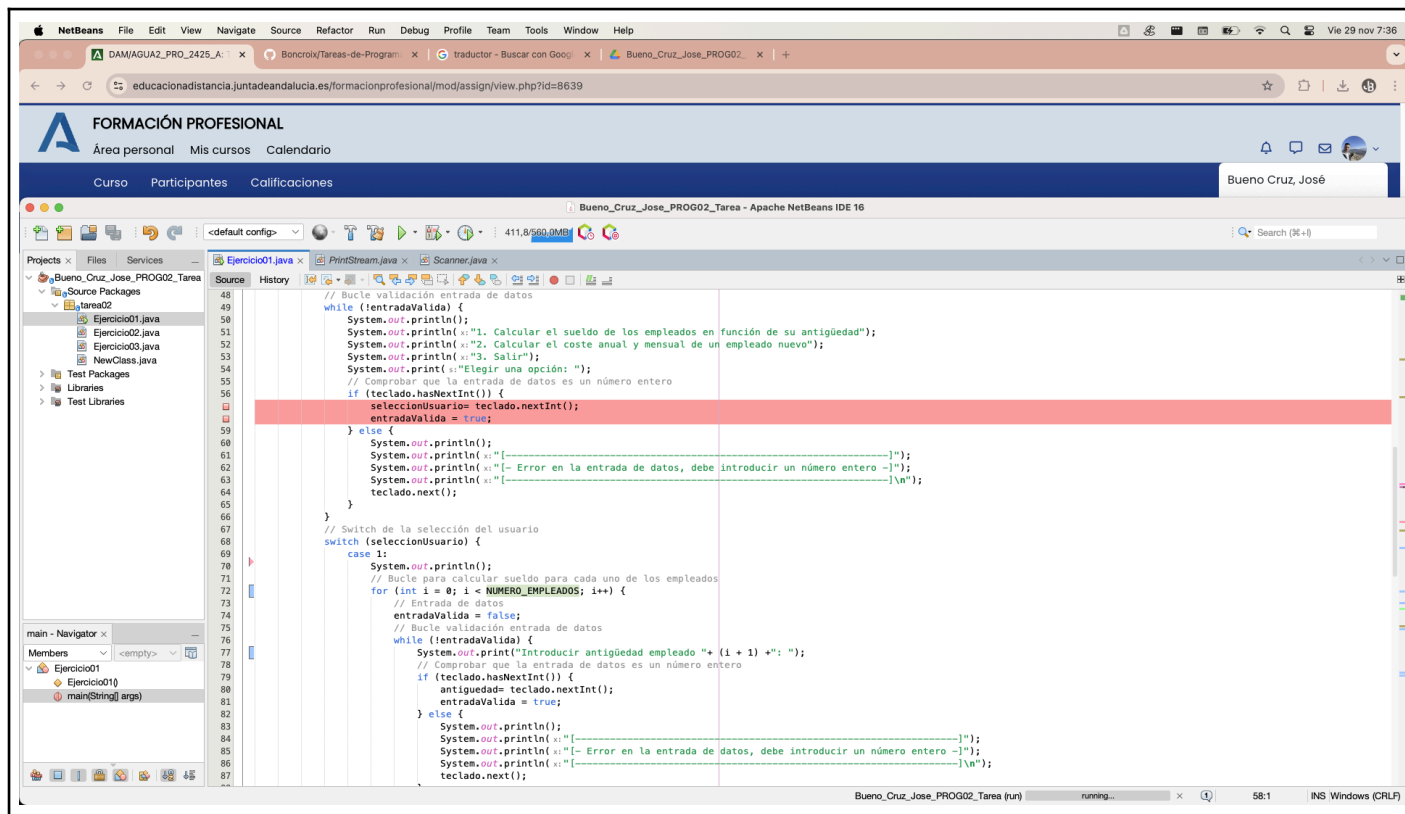 NetBeans File Edit View Navigate Source Refactor Run Debug Profile Team Tools Window Help Vie 29 nov 7:36
DAM/AGUA2_PRO_2425_A: T Boncroix/Tareas-de-Program traductor - Buscar con Googl Bueno_Cruz_Jose_PROG02_
educacionadistancia.juntadeandalucia.es/formacionprofesional/mod/assign/view.php?id=8639
FORMACIÓN PROFESIONAL
Área personal Mis cursos Calendario
Curso Participantes Calificaciones
Bueno Cruz, José
Bueno_Cruz_Jose_PROG02_Tarea - Apache NetBeans IDE 16
<default config> 411,8/560,0MB Search (⌘+I)
Projects Files Services Ejercicio01.java PrintStream.java Scanner.java
Bueno_Cruz_Jose_PROG02_Tarea
Source Packages
tarea02
Ejercicio01.java
Ejercicio02.java
Ejercicio03.java
NewClass.java
Test Packages
Libraries
Test Libraries
Source History
48 // Bucle validación entrada de datos
49 while (!entradaValida) {
50 System.out.println();
51 System.out.println( x: "1. Calcular el sueldo de los empleados en función de su antigüedad");
52 System.out.println( x: "2. Calcular el coste anual y mensual de un empleado nuevo");
53 System.out.println( x: "3. Salir");
54 System.out.print( s: "Elegir una opción: ");
55 // Comprobar que la entrada de datos es un número entero
56 if (teclado.hasNextInt()) {
seleccionUsuario= teclado.nextInt();
entradaValida = true;
59 } else {
60 System.out.println();
61 System.out.println( x: "[------------------------------------------------------------------]");
62 System.out.println( x: "[- Error en la entrada de datos, debe introducir un número entero -]");
63 System.out.println( x: "[------------------------------------------------------------------]\n");
64 teclado.next();
65 }
66 }
67 // Switch de la selección del usuario
68 switch (seleccionUsuario) {
69 case 1:
70 System.out.println();
71 // Bucle para calcular sueldo para cada uno de los empleados
72 for (int i = 0; i < NUMERO_EMPLEADOS; i++) {
73 // Entrada de datos
74 entradaValida = false;
75 // Bucle validación entrada de datos
76 while (!entradaValida) {
77 System.out.print("Introducir antigüedad empleado "+ (i + 1) +": ");
78 // Comprobar que la entrada de datos es un número entero
79 if (teclado.hasNextInt()) {
80 antiguedad= teclado.nextInt();
81 entradaValida = true;
82 } else {
83 System.out.println();
84 System.out.println( x: "[------------------------------------------------------------------]");
85 System.out.println( x: "[- Error en la entrada de datos, debe introducir un número entero -]");
86 System.out.println( x: "[------------------------------------------------------------------]\n");
87 teclado.next();
main - Navigator
Members <empty>
Ejercicio01
Ejercicio01()
main(String[] args)
Bueno_Cruz_Jose_PROG02_Tarea (run) running... 1 58:1 INS Windows (CRLF)